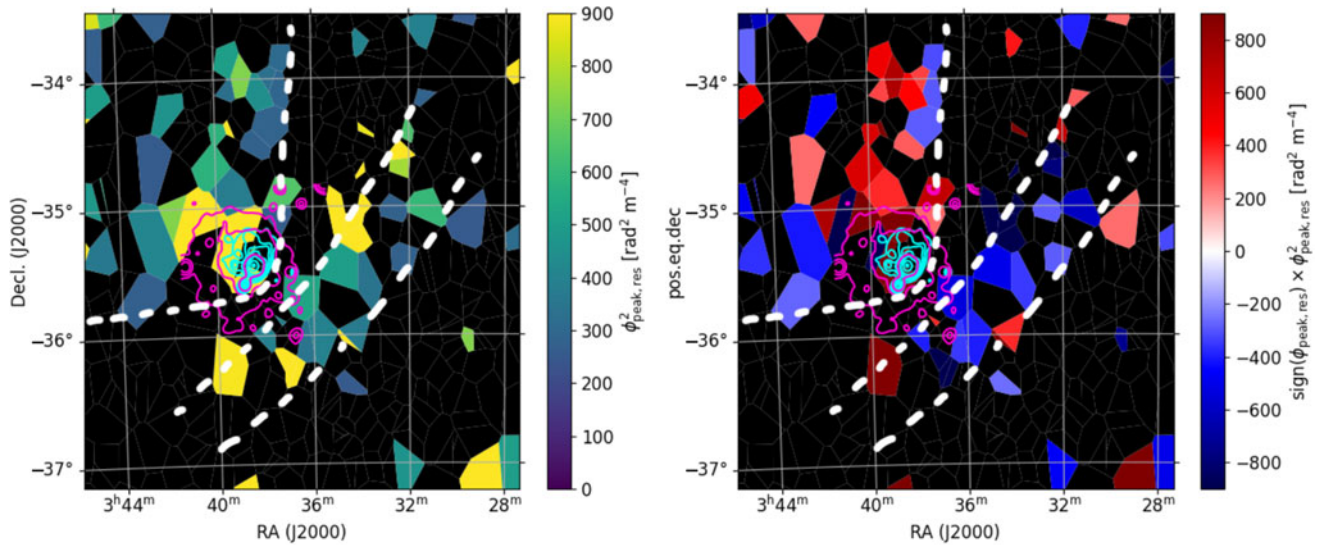 −34°
−35°
−36°
−37°
Decl. (J2000)
3ʰ44ᵐ
40ᵐ
36ᵐ
32ᵐ
28ᵐ
RA (J2000)
900
800
700
600
500
400
300
200
100
0
ϕ²peak,res [rad² m⁻⁴]
−34°
−35°
−36°
−37°
pos.eq.dec
3ʰ44ᵐ
40ᵐ
36ᵐ
32ᵐ
28ᵐ
RA (J2000)
800
600
400
200
0
−200
−400
−600
−800
sign(ϕpeak,res) × ϕ²peak,res [rad² m⁻⁴]